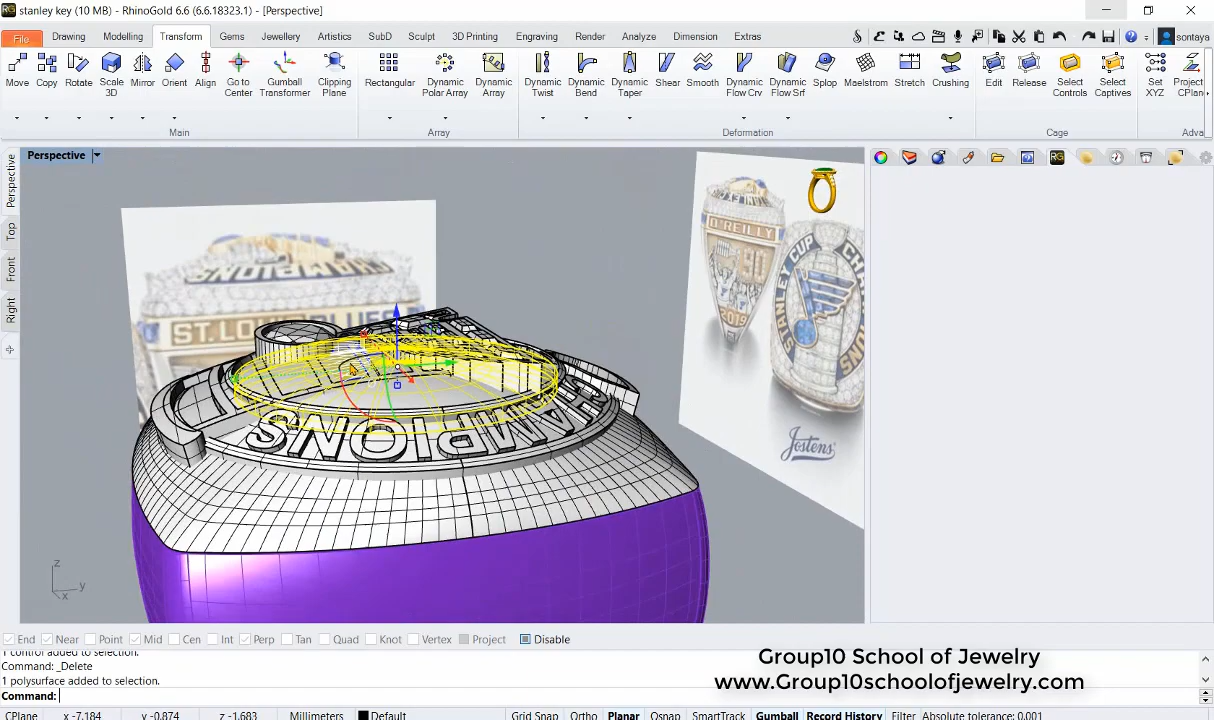 stanley key (10 MB) - RhinoGold 6.6 (6.6.18323.1) - [Perspective]
File Drawing Modelling Transform Gems Jewellery Artistics SubD Sculpt 3D Printing Engraving Render Analyze Dimension Extras sontaya
Move Copy Rotate Scale 3D Mirror Orient Align Go to Center Gumball Transformer Clipping Plane Rectangular Dynamic Polar Array Dynamic Array Dynamic Twist Dynamic Bend Dynamic Taper Shear Smooth Dynamic Flow Crv Dynamic Flow Srf Splop Maelstrom Stretch Crushing Edit Release Select Controls Select Captives Set XYZ Project CPlane
Main Array Deformation Cage Adva
Perspective
Perspective
Top
Front
Right
CHAMPIONS
ST. LOUIS BLUES
O'REILLY
90
2019
STANLEY CUP CHA
Jostens
CHAMPIONS
z
y
x
End Near Point Mid Cen Int Perp Tan Quad Knot Vertex Project Disable
1 control added to selection.
Command: _Delete
1 polysurface added to selection.
Command:
Group10 School of Jewelry
www.Group10schoolofjewelry.com
CPlane x -7.184 y -0.874 z -1.683 Millimeters Default Grid Snap Ortho Planar Osnap SmartTrack Gumball Record History Filter Absolute tolerance: 0.001